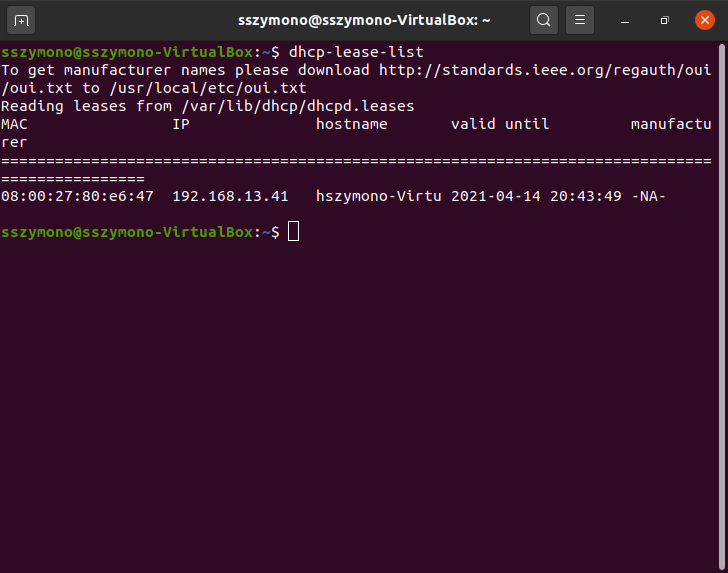 sszymono@sszymono-VirtualBox: ~
sszymono@sszymono-VirtualBox:~$ dhcp-lease-list
To get manufacturer names please download http://standards.ieee.org/regauth/oui
/oui.txt to /usr/local/etc/oui.txt
Reading leases from /var/lib/dhcp/dhcpd.leases
MAC                IP              hostname       valid until         manufactu
rer
===============================================================================
================
08:00:27:80:e6:47  192.168.13.41   hszymono-Virtu 2021-04-14 20:43:49 -NA-
sszymono@sszymono-VirtualBox:~$